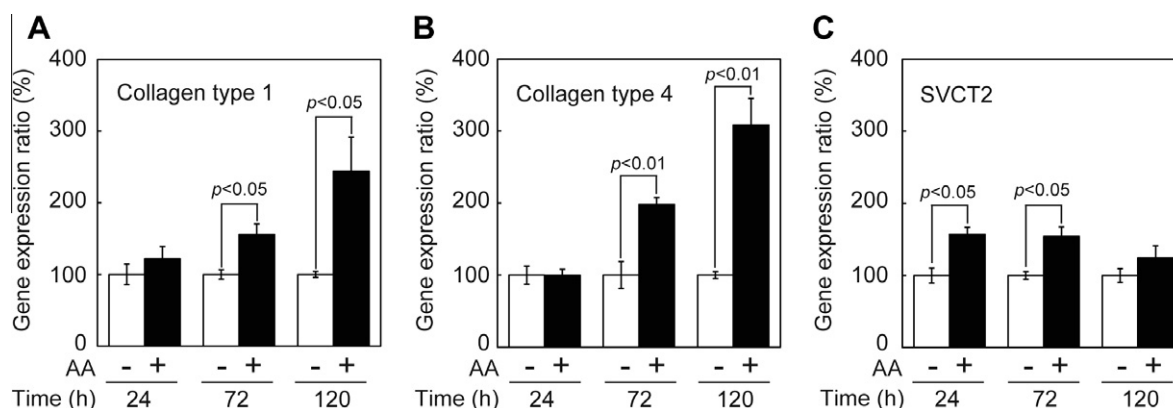 A
Gene expression ratio (%)
400
300
200
100
0
Collagen type 1
p<0.05
p<0.05
AA - + - + - +
Time (h) 24 72 120
B
Gene expression ratio (%)
400
300
200
100
0
Collagen type 4
p<0.01
p<0.01
AA - + - + - +
Time (h) 24 72 120
C
Gene expression ratio (%)
400
300
200
100
0
SVCT2
p<0.05
p<0.05
AA - + - + - +
Time (h) 24 72 120